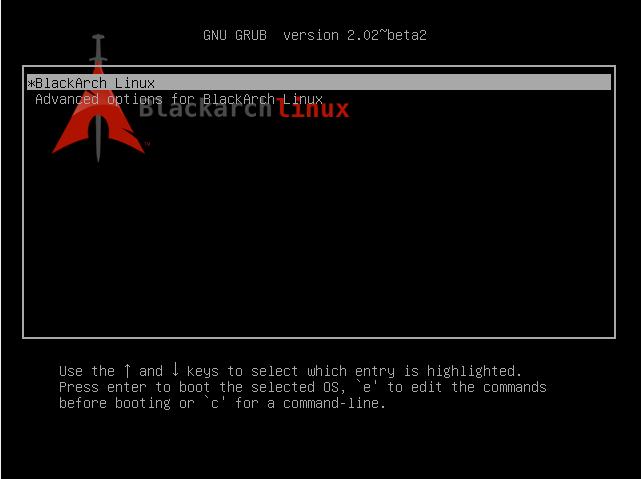 GNU GRUB  version 2.02~beta2
*BlackArch Linux
Advanced options for BlackArch Linux
Blackarchlinux
TM
Use the ↑ and ↓ keys to select which entry is highlighted.
Press enter to boot the selected OS, `e' to edit the commands
before booting or `c' for a command-line.